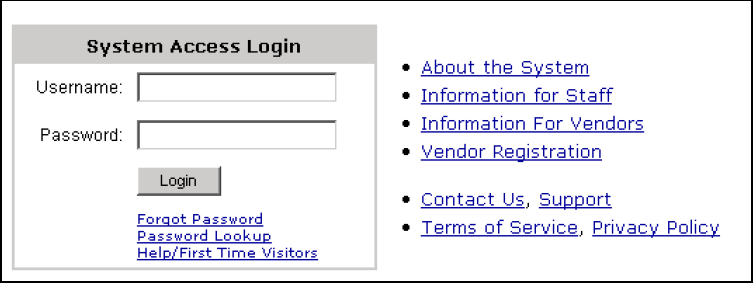 System Access Login
Username:
Password:
Login
Forgot Password
Password Lookup
Help/First Time Visitors
About the System
Information for Staff
Information For Vendors
Vendor Registration
Contact Us, Support
Terms of Service, Privacy Policy